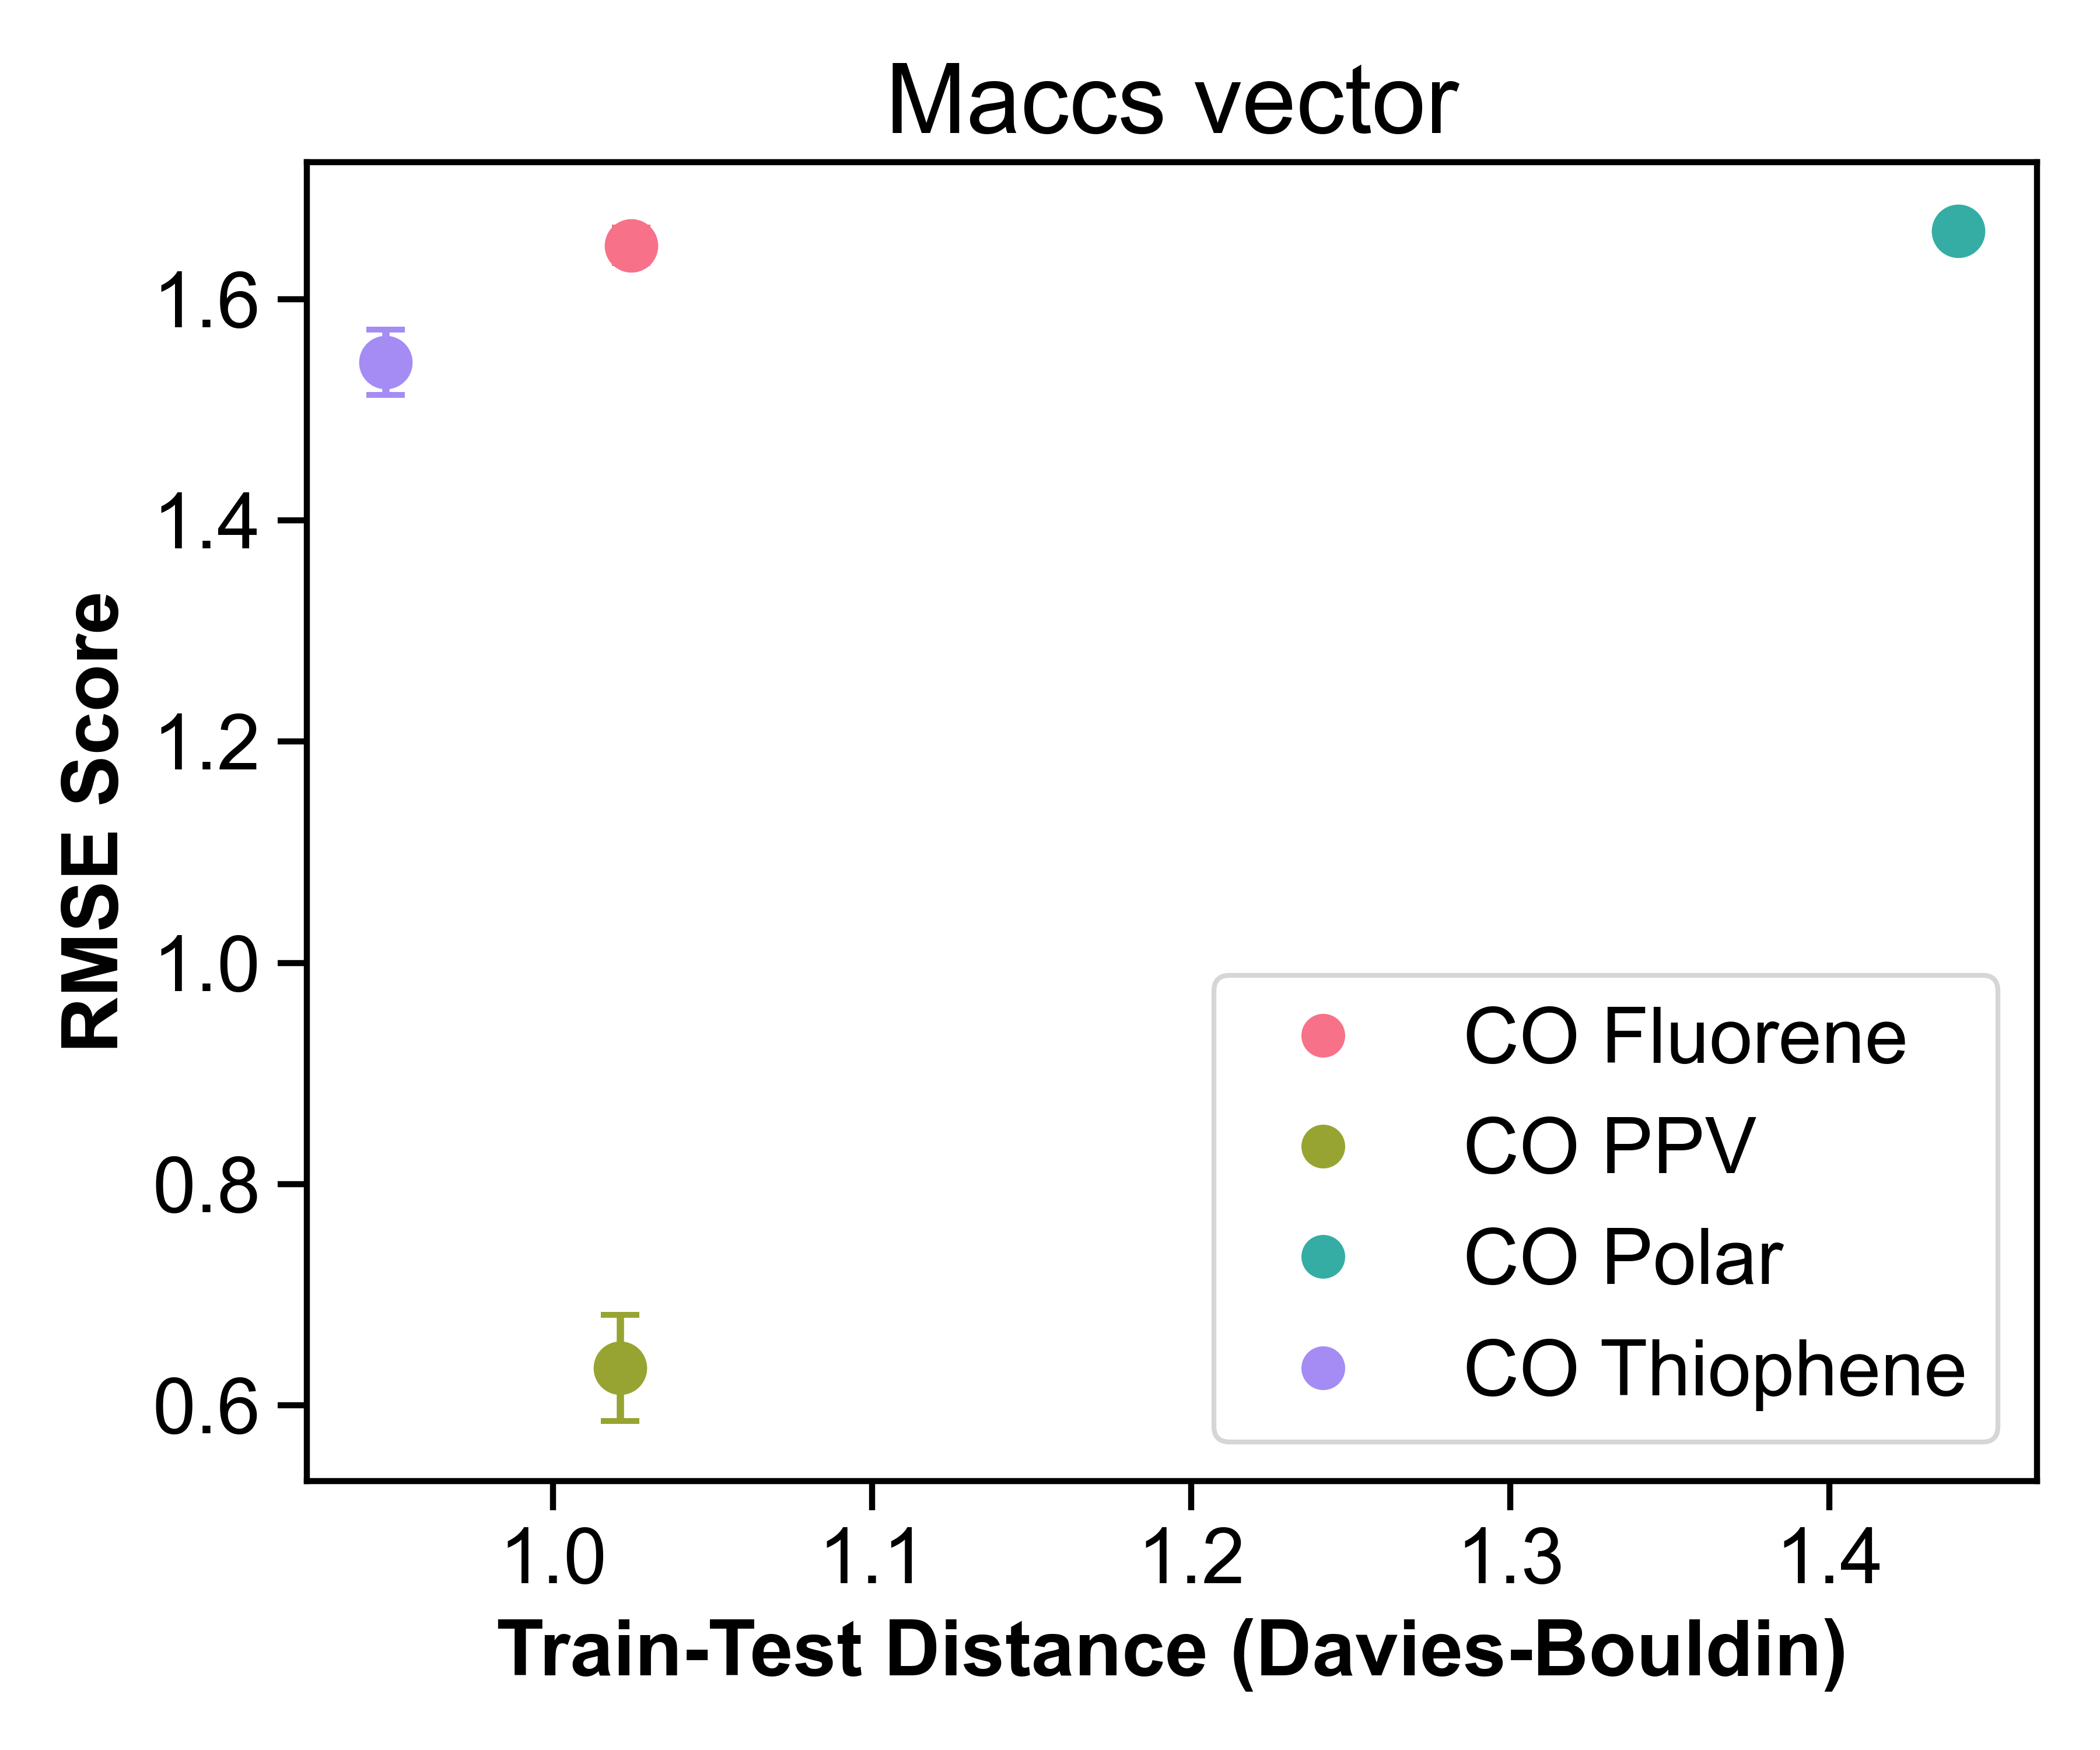 Maccs vector
RMSE Score
1.6
1.4
1.2
1.0
0.8
0.6
CO Fluorene
CO PPV
CO Polar
CO Thiophene
1.0 1.1 1.2 1.3 1.4
Train-Test Distance (Davies-Bouldin)